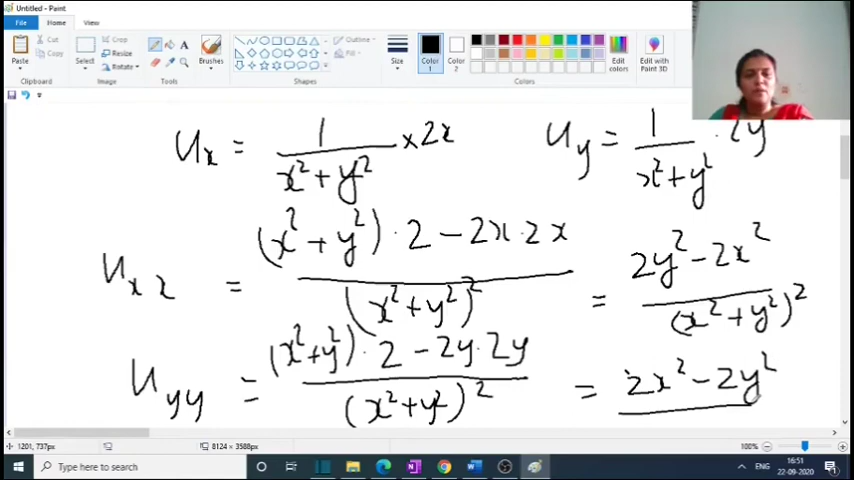 Untitled - Paint
File Home View
Paste Cut Copy Clipboard
Select Crop Resize Rotate Image
Tools
Brushes
Shapes Outline Fill
Size
Color 1 Color 2 Edit colors Colors
Edit with Paint 3D
u_x = 1/(x² + y²) × 2x    u_y = 1/(x² + y²) · 2y
u_xx = ((x² + y²) · 2 − 2x · 2x)/(x² + y²)² = (2y² − 2x²)/(x² + y²)²
u_yy = ((x² + y²) · 2 − 2y · 2y)/(x² + y²)² = 2x² − 2y²
1201, 737px 8124 × 3588px 100%
Type here to search ENG 16:51 22-09-2020